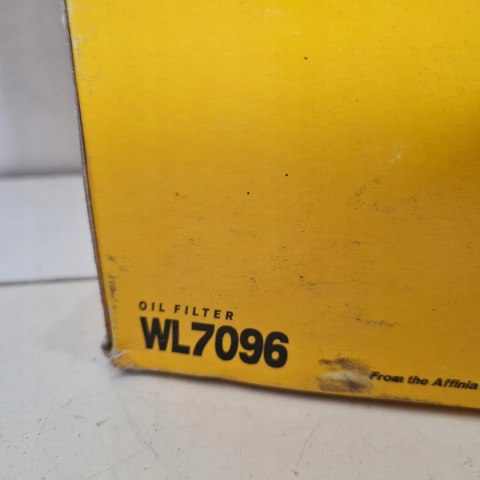 OIL FILTER
WL7096
From the Affinia